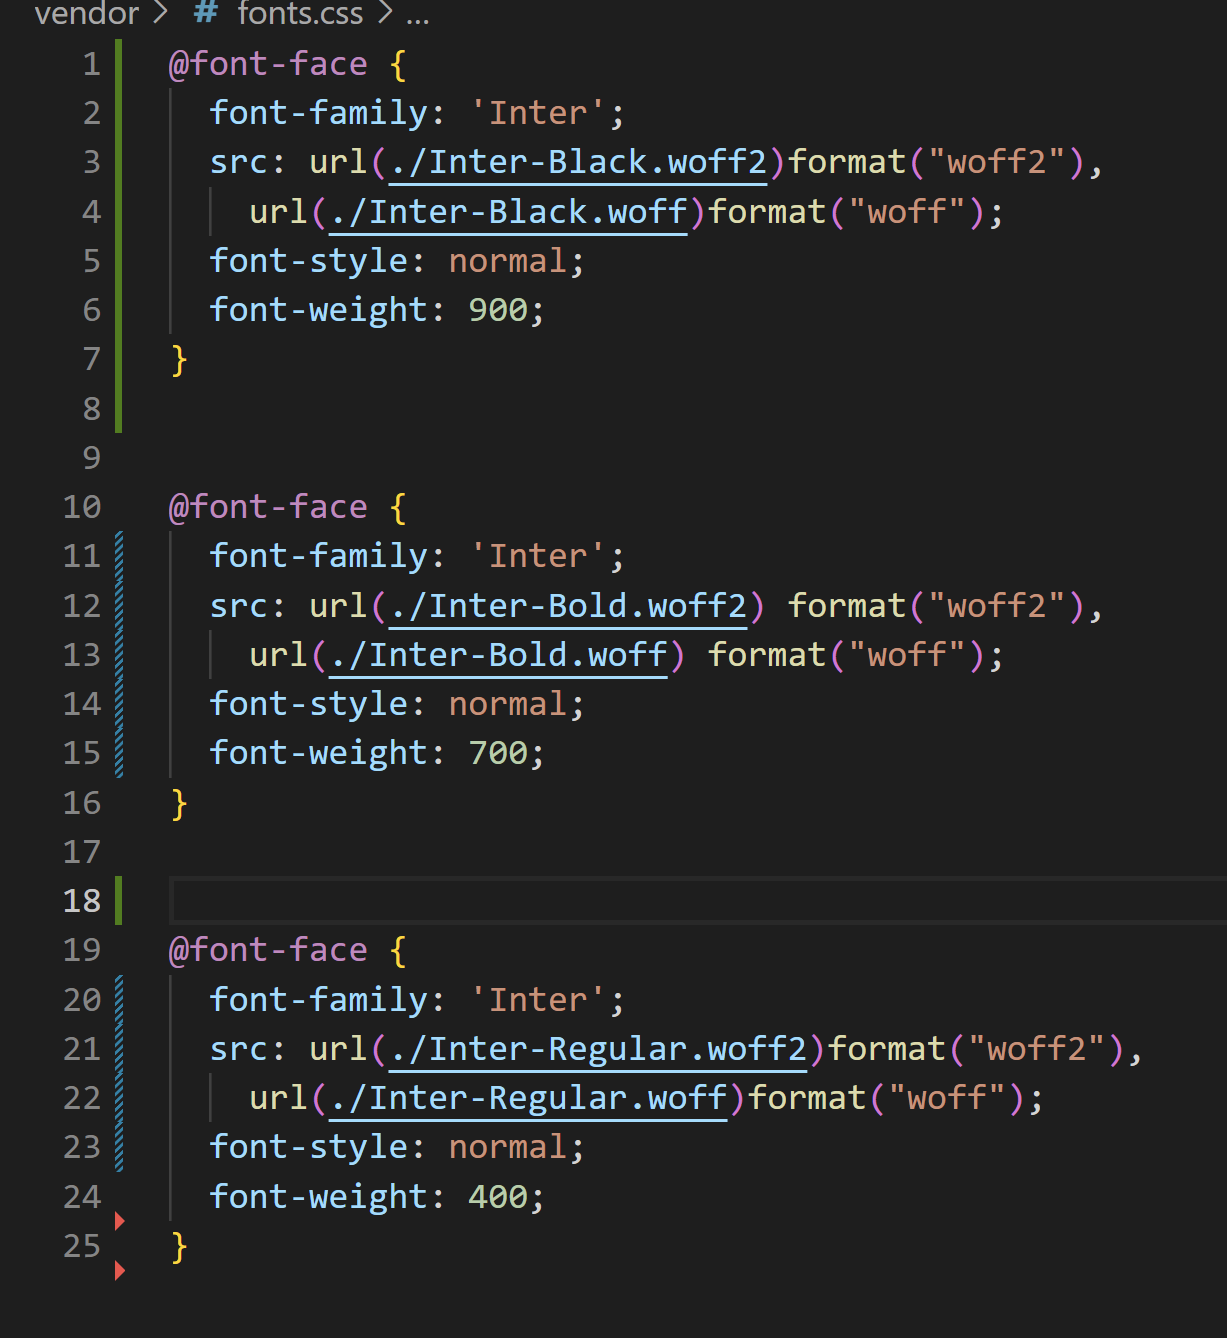 vendor > # fonts.css > ...
1 @font-face {
2 font-family: 'Inter';
3 src: url(./Inter-Black.woff2)format("woff2"),
4 url(./Inter-Black.woff)format("woff");
5 font-style: normal;
6 font-weight: 900;
7 }
8
9
10 @font-face {
11 font-family: 'Inter';
12 src: url(./Inter-Bold.woff2) format("woff2"),
13 url(./Inter-Bold.woff) format("woff");
14 font-style: normal;
15 font-weight: 700;
16 }
17
18
19 @font-face {
20 font-family: 'Inter';
21 src: url(./Inter-Regular.woff2)format("woff2"),
22 url(./Inter-Regular.woff)format("woff");
23 font-style: normal;
24 font-weight: 400;
25 }